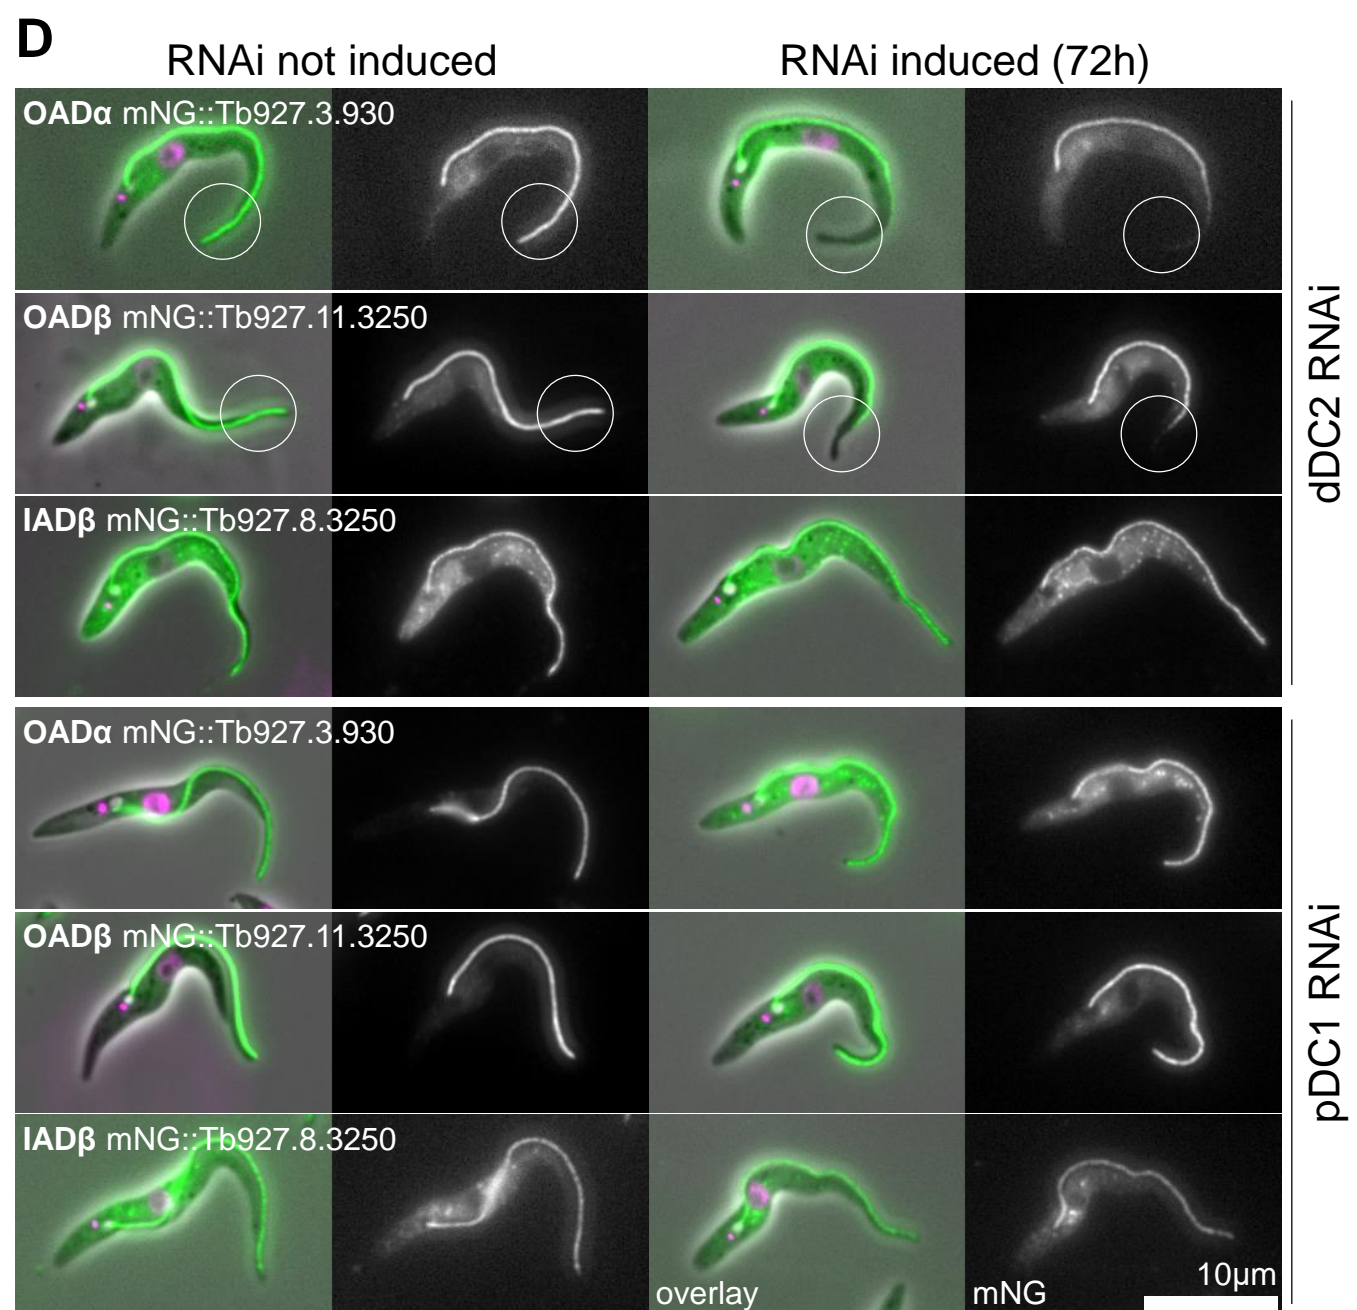 D
RNAi not induced
RNAi induced (72h)
OADα mNG::Tb927.3.930
OADβ mNG::Tb927.11.3250
IADβ mNG::Tb927.8.3250
dDC2 RNAi
OADα mNG::Tb927.3.930
OADβ mNG::Tb927.11.3250
IADβ mNG::Tb927.8.3250
pDC1 RNAi
overlay
mNG
10μm